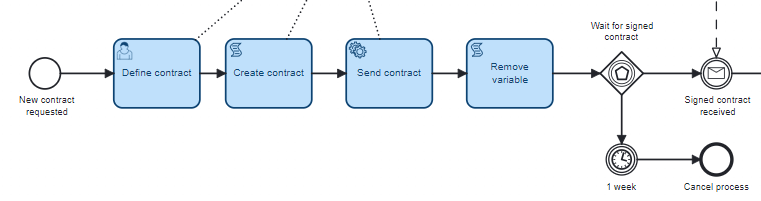 Wait for signed
contract
Define contract
Create contract
Send contract
Remove
variable
New contract
requested
Signed contract
received
1 week
Cancel process